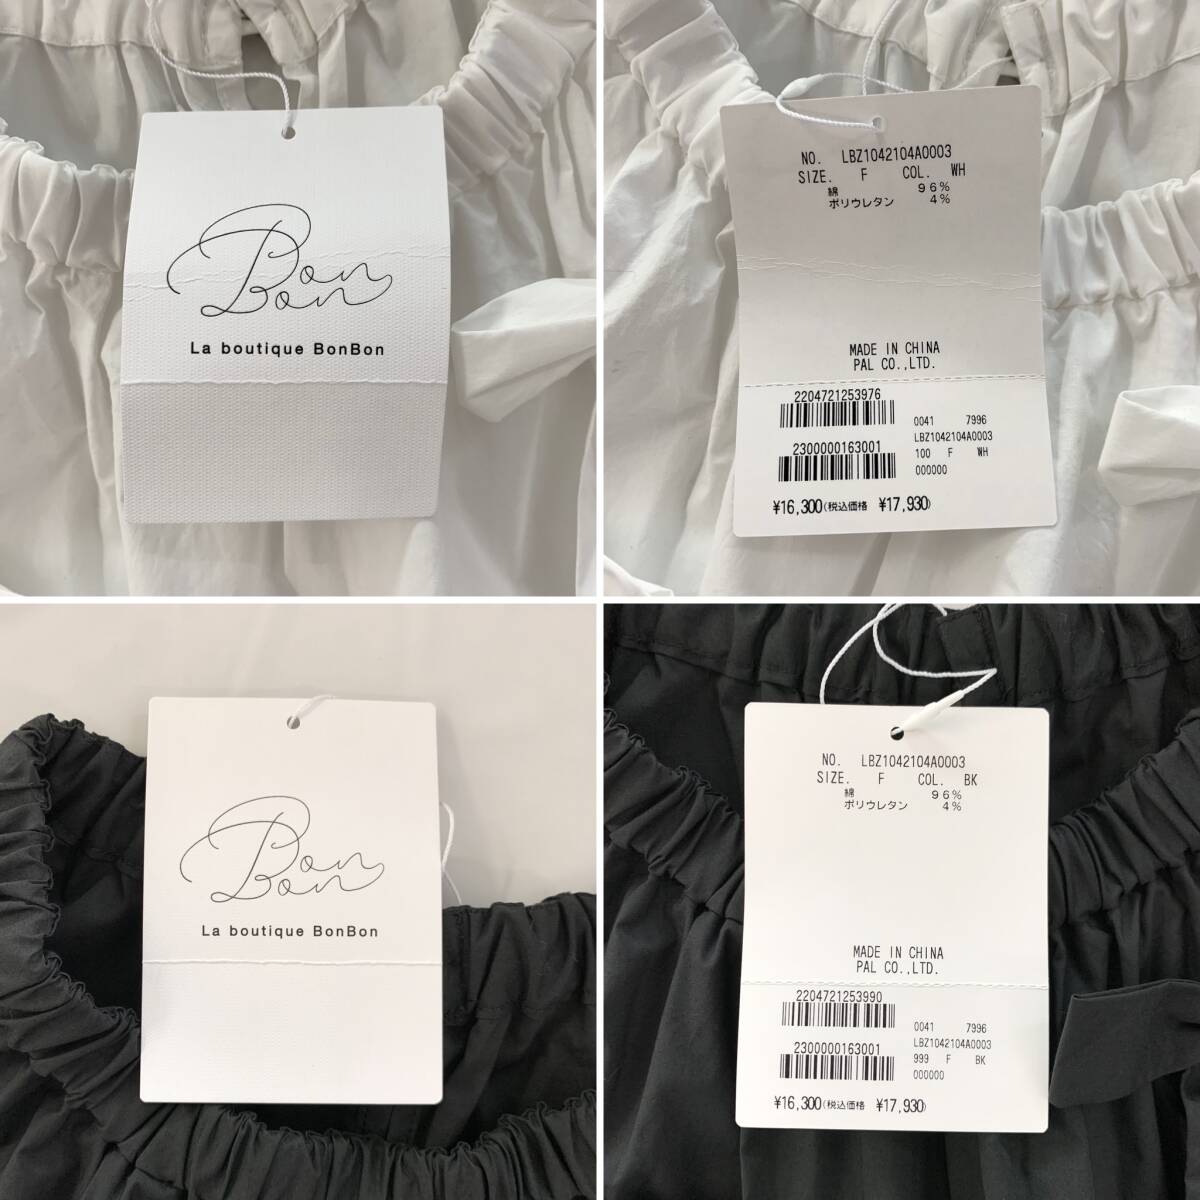 Bon
Bon
La boutique BonBon
NO. LBZ1042104A0003
SIZE. F COL. WH
綿 96%
ポリウレタン 4%
MADE IN CHINA
PAL CO.,LTD.
2204721253976
2300000163001
0041 7996
LBZ1042104A0003
100 F WH
000000
¥16,300(税込価格 ¥17,930)
Bon
Bon
La boutique BonBon
NO. LBZ1042104A0003
SIZE. F COL. BK
綿 96%
ポリウレタン 4%
MADE IN CHINA
PAL CO.,LTD.
2204721253990
2300000163001
0041 7996
LBZ1042104A0003
999 F BK
000000
¥16,300(税込価格 ¥17,930)